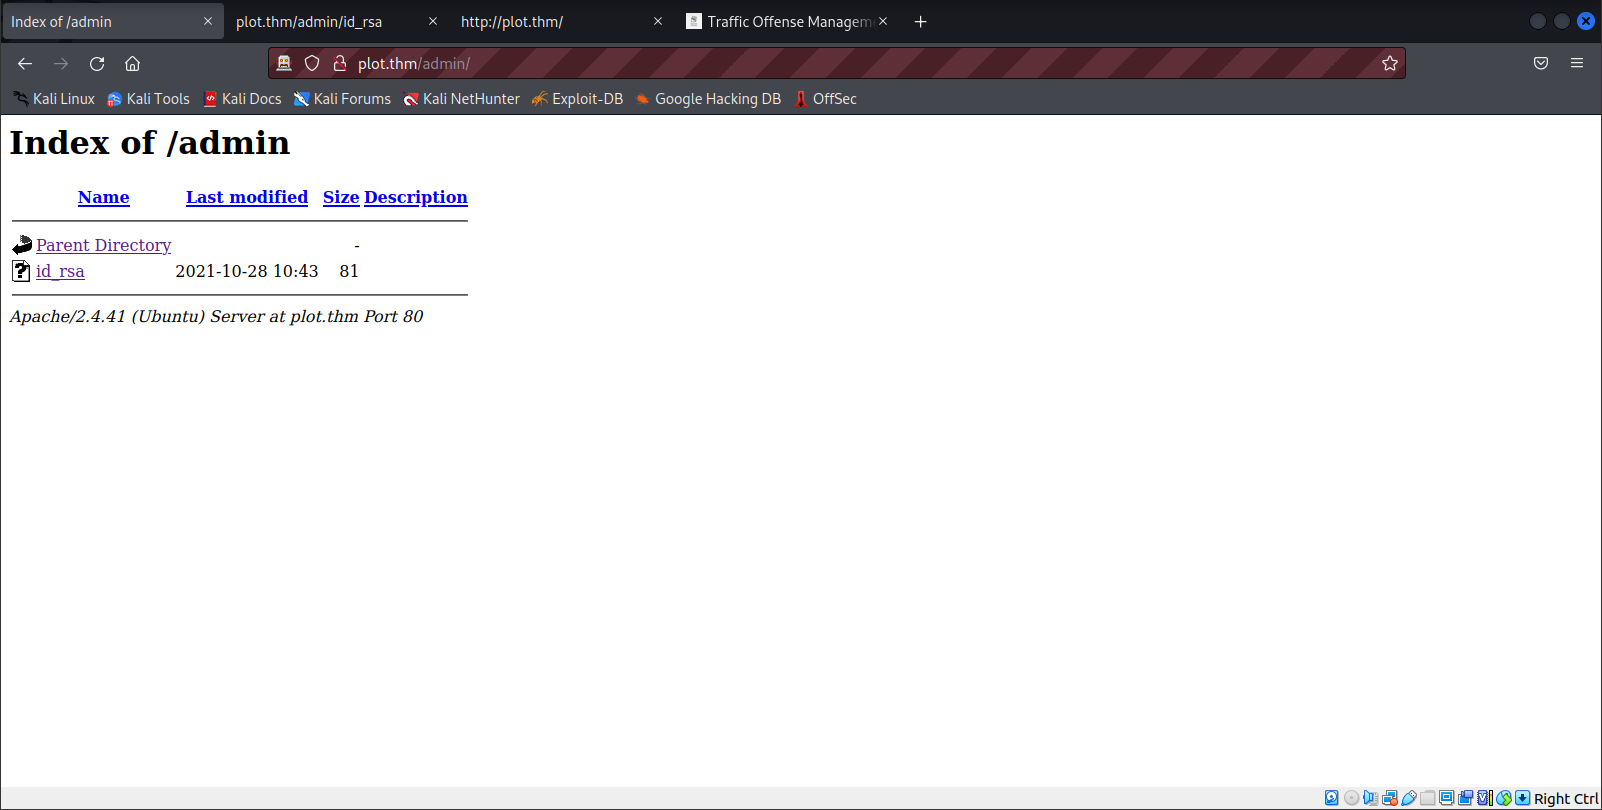 Index of /admin
plot.thm/admin/id_rsa
http://plot.thm/
Traffic Offense Managem
plot.thm/admin/
Kali Linux Kali Tools Kali Docs Kali Forums Kali NetHunter Exploit-DB Google Hacking DB OffSec
Index of /admin
Name Last modified Size Description
Parent Directory -
id_rsa 2021-10-28 10:43 81
Apache/2.4.41 (Ubuntu) Server at plot.thm Port 80
Right Ctrl